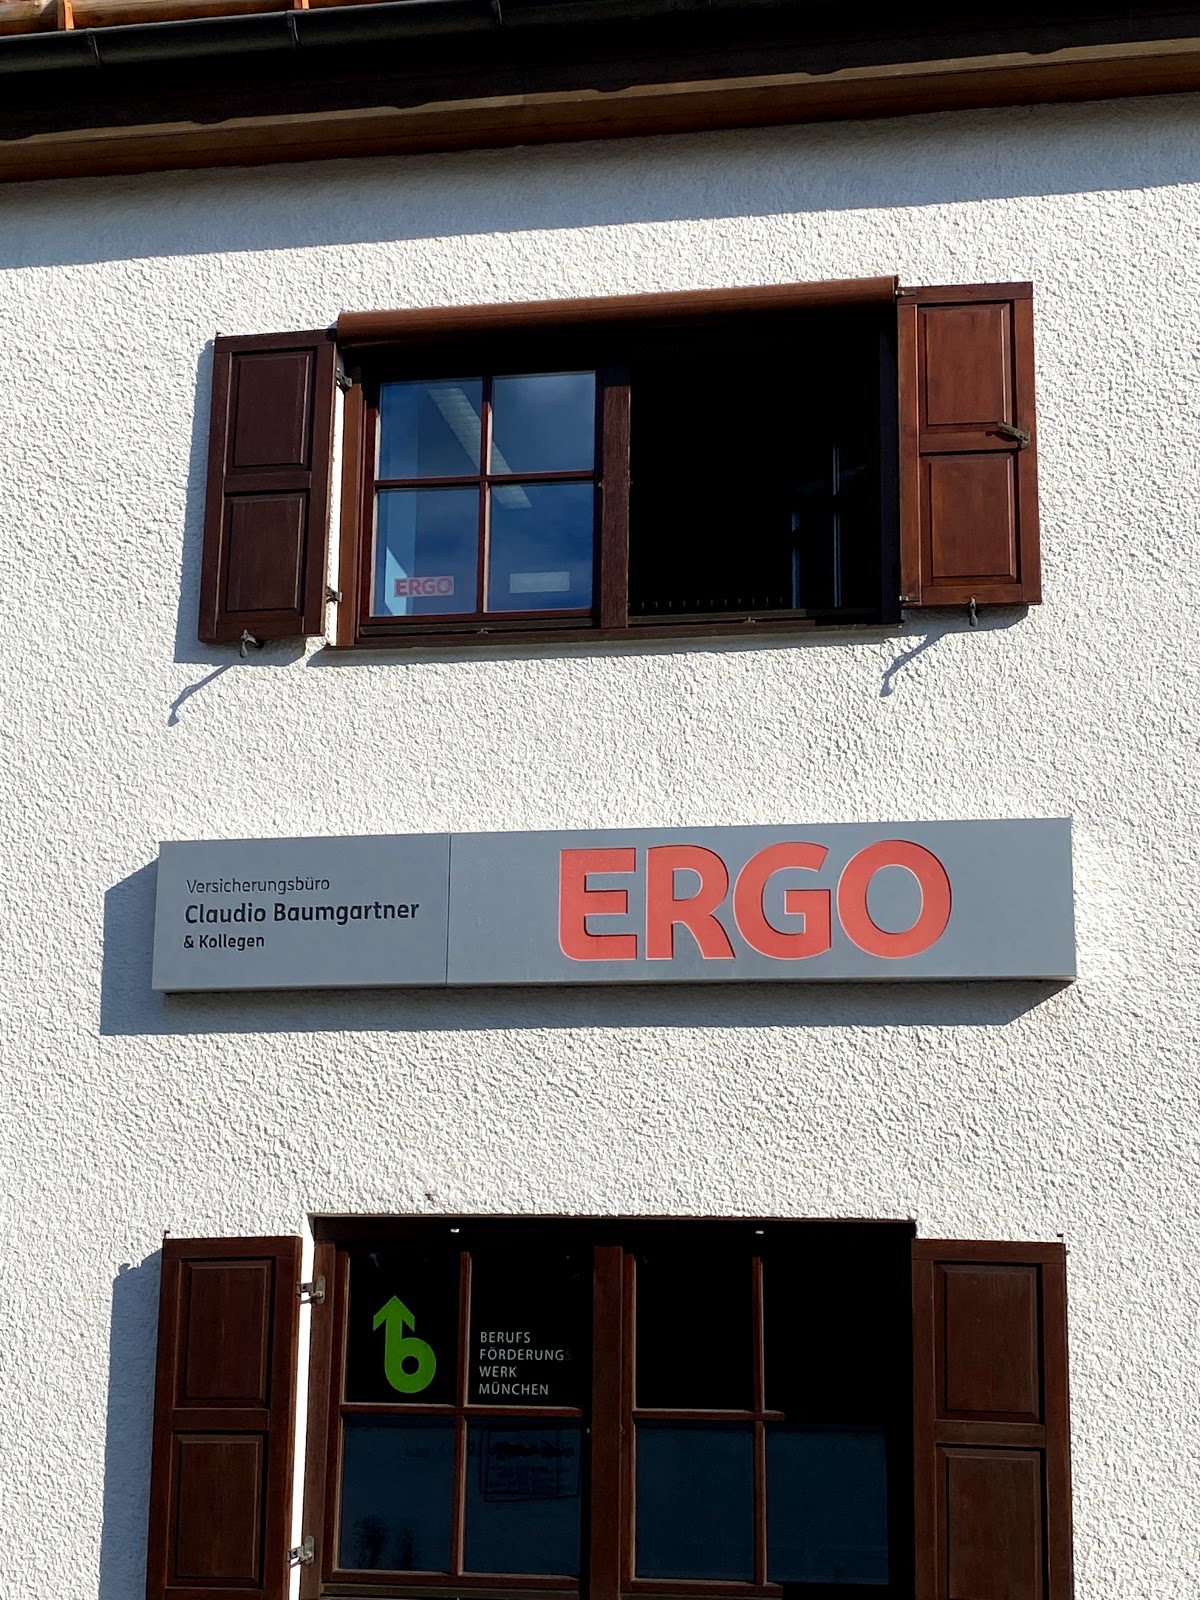 ERGO
Versicherungsbüro
Claudio Baumgartner
& Kollegen
ERGO
BERUFS
FÖRDERUNGS
WERK
MÜNCHEN